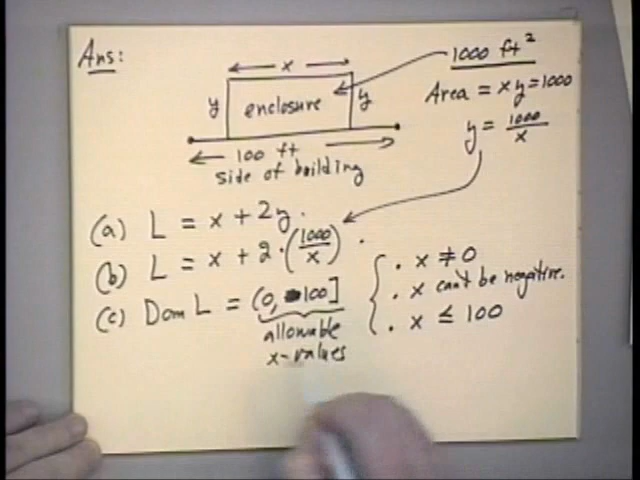 Ans:
x
1000 ft²
y enclosure y
Area = xy = 1000
y = 1000/x
100 ft
side of building
(a) L = x + 2y.
(b) L = x + 2·(1000/x).
(c) Dom L = (0, 100]
allowable
x-values
· x ≠ 0
· x can't be negative.
· x ≤ 100